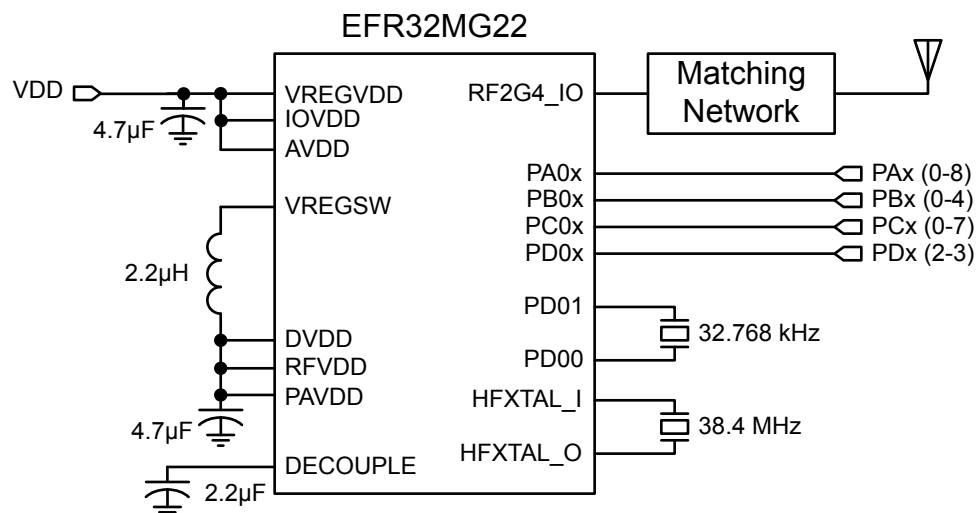 EFR32MG22
VDD
4.7µF
VREGVDD
IOVDD
AVDD
VREGSW
2.2µH
DVDD
RFVDD
PAVDD
4.7µF
DECOUPLE
2.2µF
RF2G4_IO
Matching
Network
PA0x
PAx (0-8)
PB0x
PBx (0-4)
PC0x
PCx (0-7)
PD0x
PDx (2-3)
PD01
32.768 kHz
PD00
HFXTAL_I
38.4 MHz
HFXTAL_O